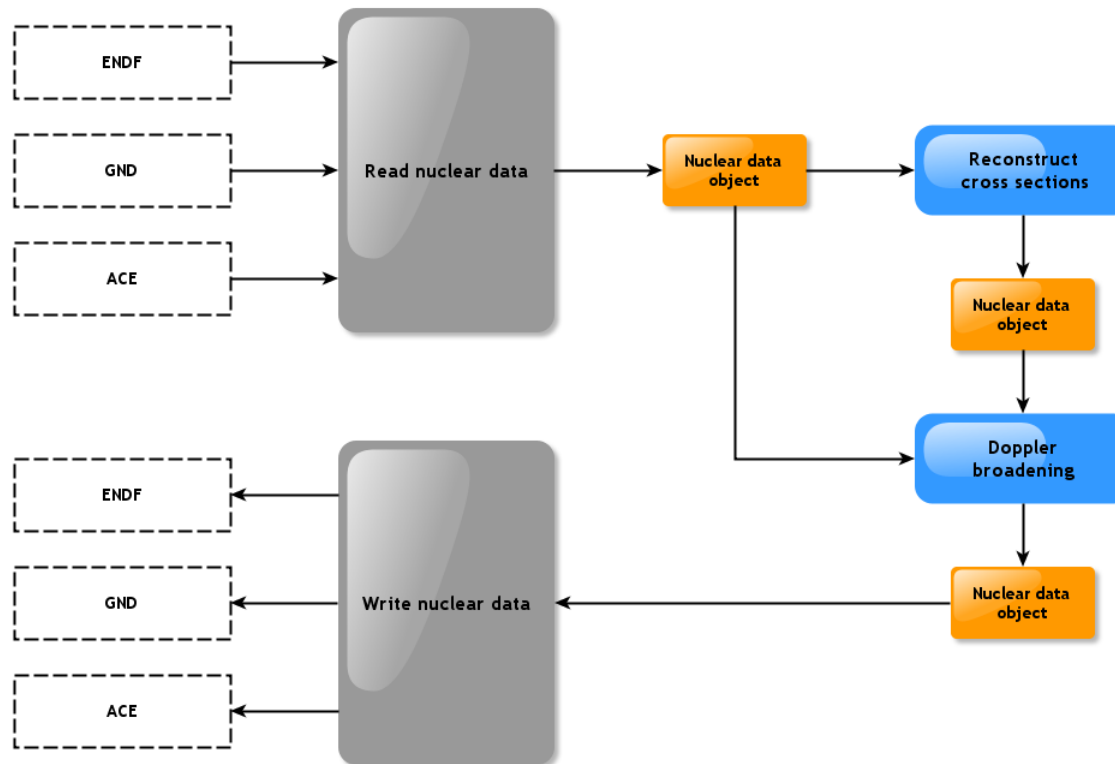 ENDF
GND
ACE
Read nuclear data
Nuclear data
object
Reconstruct
cross sections
Nuclear data
object
Doppler
broadening
Nuclear data
object
Write nuclear data
ENDF
GND
ACE